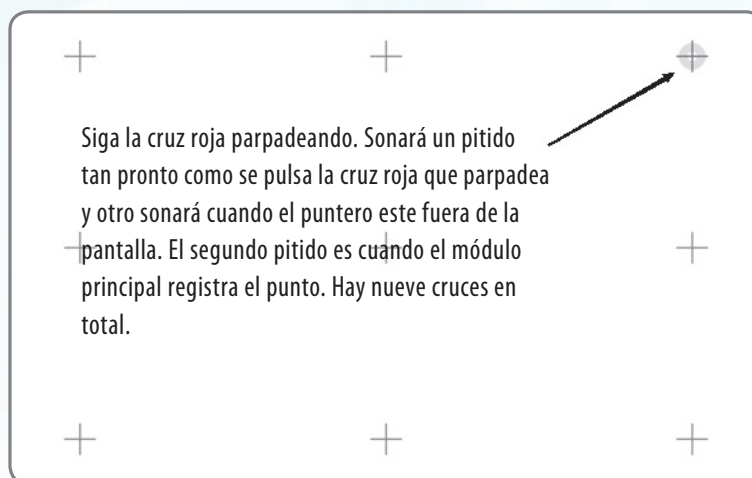 Siga la cruz roja parpadeando. Sonará un pitido
tan pronto como se pulsa la cruz roja que parpadea
y otro sonará cuando el puntero este fuera de la
pantalla. El segundo pitido es cuando el módulo
principal registra el punto. Hay nueve cruces en
total.